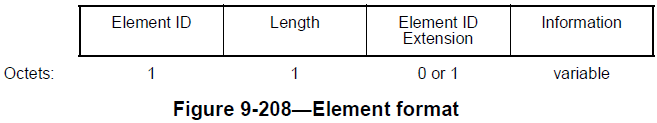 Element ID Length Element ID Extension Information
Octets: 1 1 0 or 1 variable
Figure 9-208—Element format